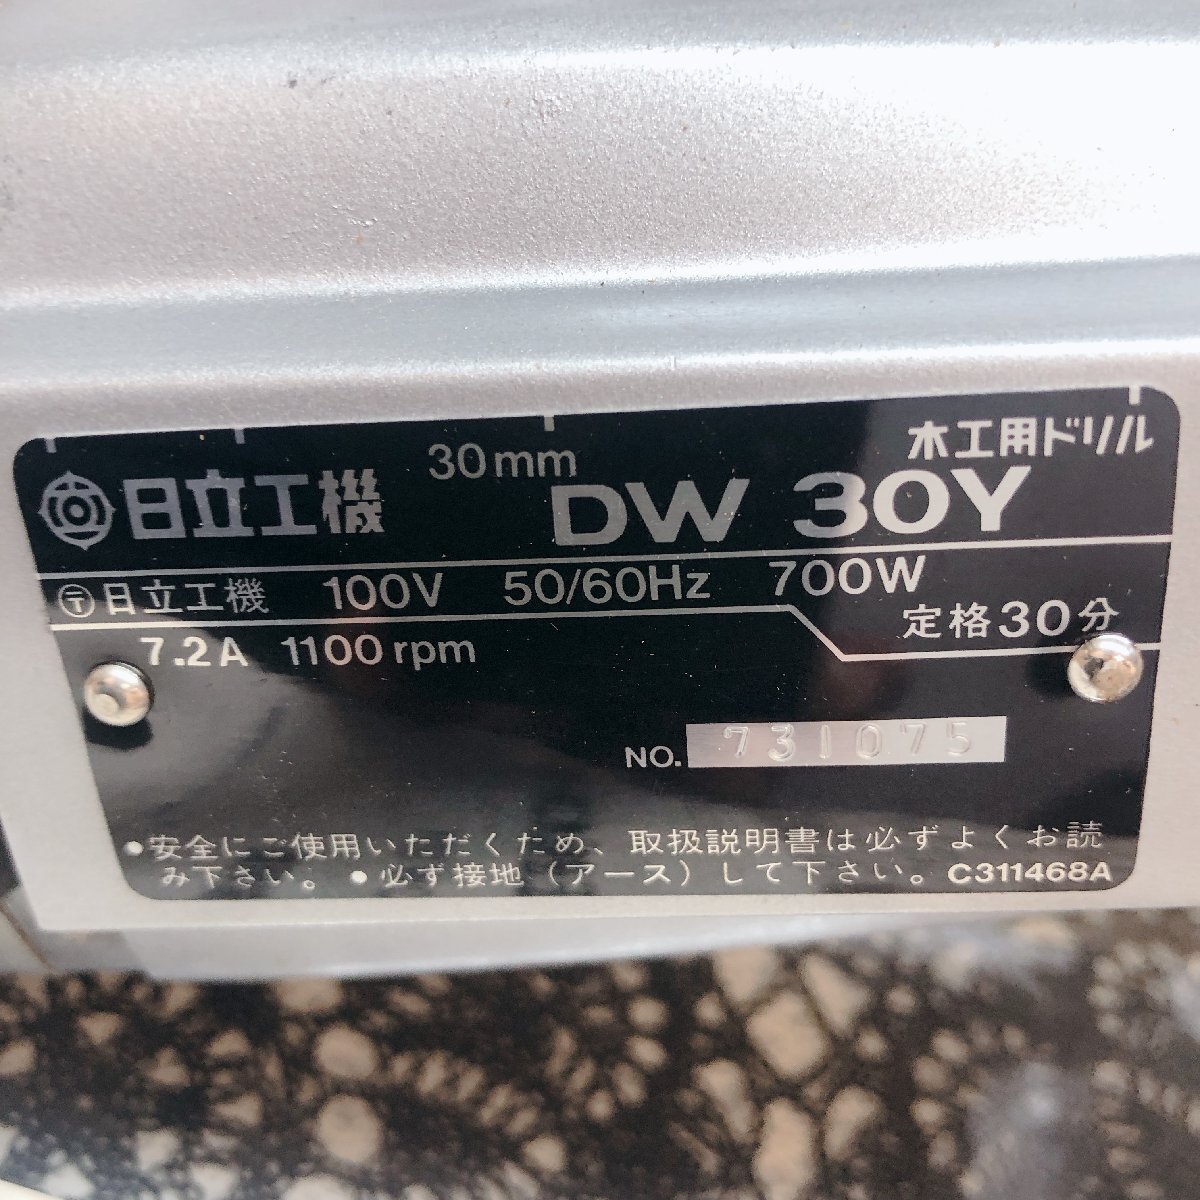 木工用ドリル
日立工機 30mm DW 30Y
〒日立工機 100V 50/60Hz 700W
定格30分
7.2A 1100rpm
NO. 731075
•安全にご使用いただくため、取扱説明書は必ずよくお読
み下さい。•必ず接地（アース）して下さい。C311468A